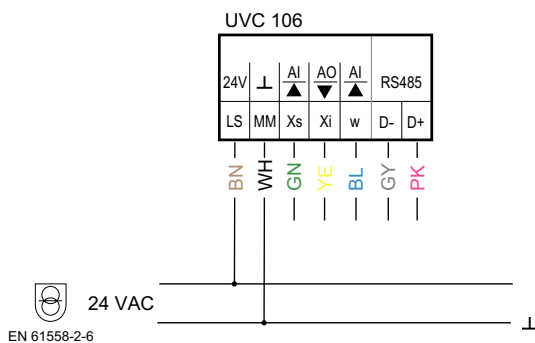 UVC 106
24V ⊥ AI AO AI RS485
LS MM Xs Xi w D- D+
BN WH GN YE BL GY PK
24 VAC
EN 61558-2-6
⊥